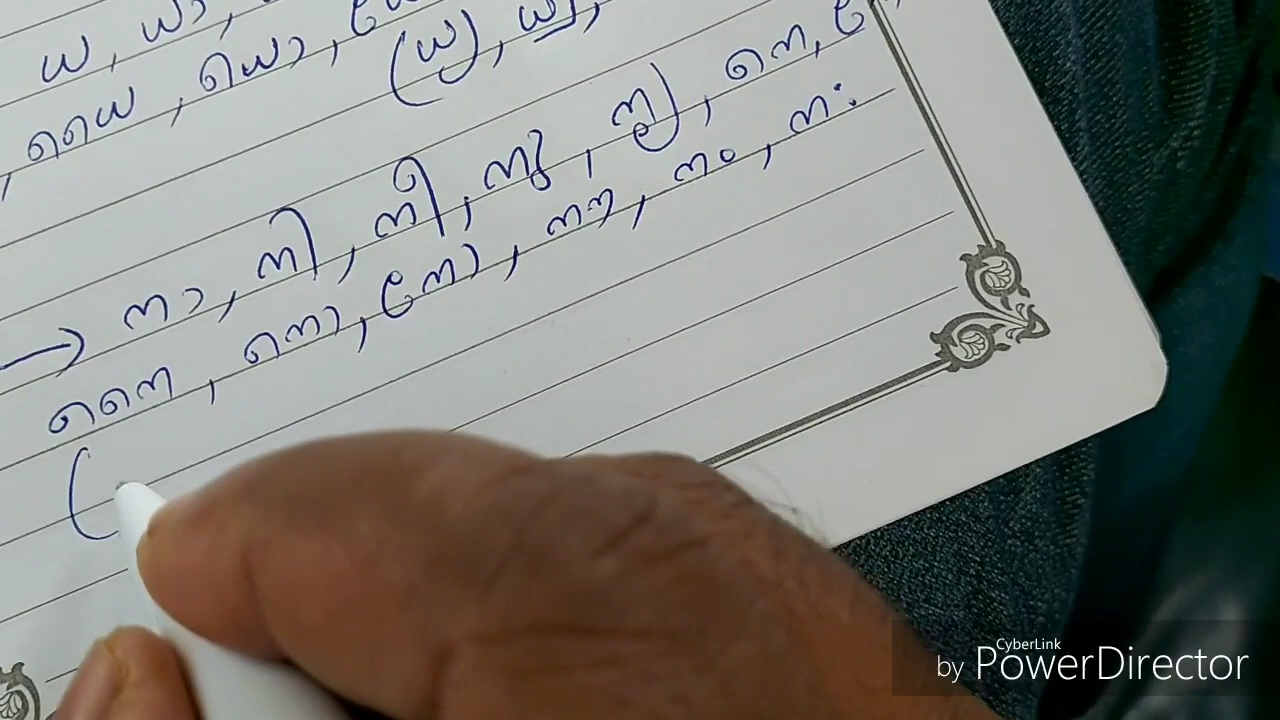 ധ, ധാ,
ധൈ, ധൊ,
(ധ്ര),
→ നാ, നി, നീ, നു, നൂ, നെ,
നൈ, നൊ, നോ, നൗ, നം, നഃ
(
CyberLink
by PowerDirector